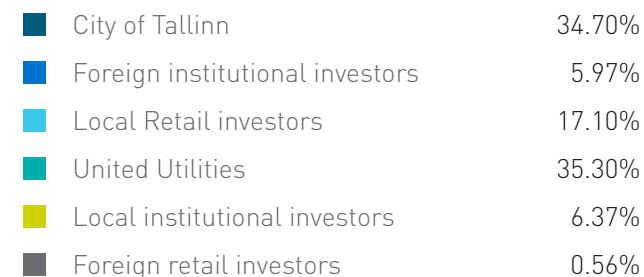 City of Tallinn 34.70%
Foreign institutional investors 5.97%
Local Retail investors 17.10%
United Utilities 35.30%
Local institutional investors 6.37%
Foreign retail investors 0.56%